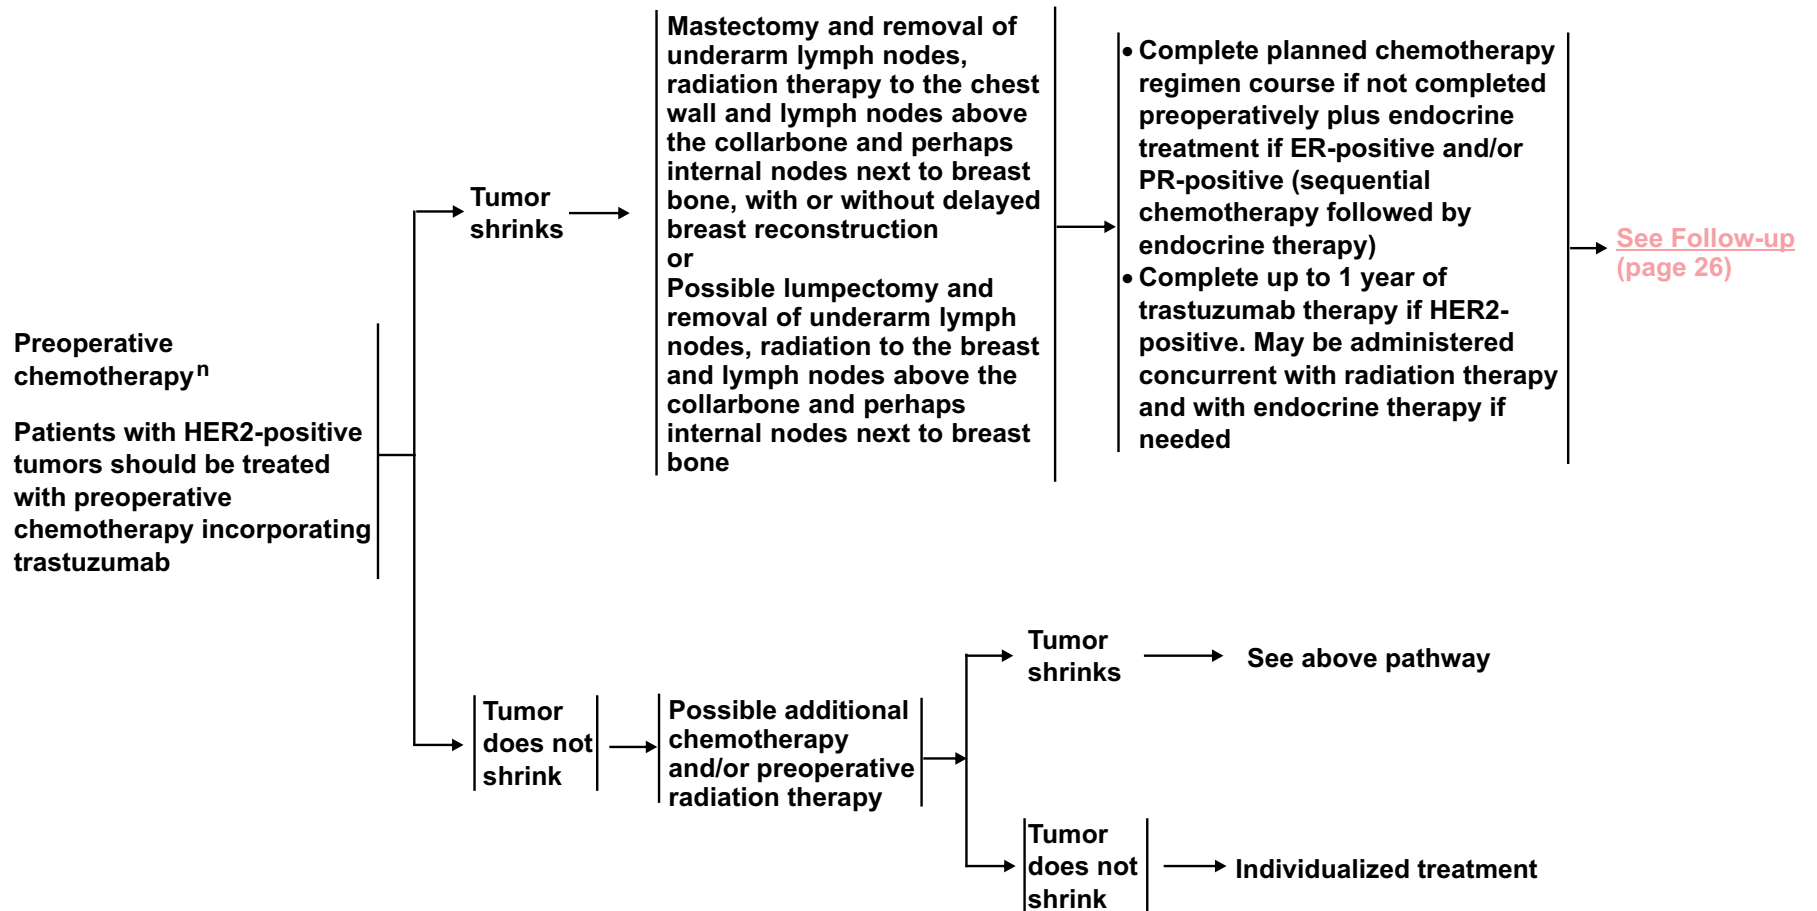 Preoperative
chemotherapyⁿ
Patients with HER2-positive
tumors should be treated
with preoperative
chemotherapy incorporating
trastuzumab
Tumor
shrinks
Mastectomy and removal of
underarm lymph nodes,
radiation therapy to the chest
wall and lymph nodes above
the collarbone and perhaps
internal nodes next to breast
bone, with or without delayed
breast reconstruction
or
Possible lumpectomy and
removal of underarm lymph
nodes, radiation to the breast
and lymph nodes above the
collarbone and perhaps
internal nodes next to breast
bone
• Complete planned chemotherapy
regimen course if not completed
preoperatively plus endocrine
treatment if ER-positive and/or
PR-positive (sequential
chemotherapy followed by
endocrine therapy)
• Complete up to 1 year of
trastuzumab therapy if HER2-
positive. May be administered
concurrent with radiation therapy
and with endocrine therapy if
needed
See Follow-up
(page 26)
Tumor
does not
shrink
Possible additional
chemotherapy
and/or preoperative
radiation therapy
Tumor
shrinks
See above pathway
Tumor
does not
shrink
Individualized treatment